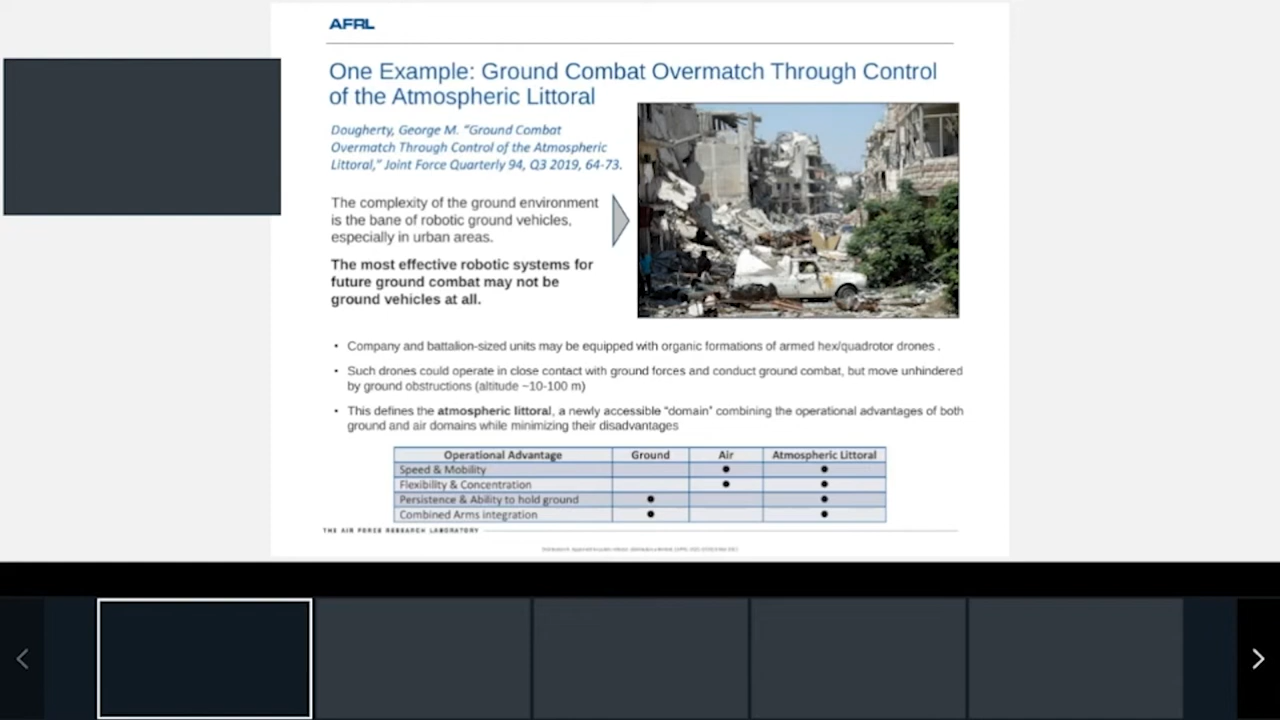 AFRL
One Example: Ground Combat Overmatch Through Control
of the Atmospheric Littoral
Dougherty, George M. “Ground Combat
Overmatch Through Control of the Atmospheric
Littoral,” Joint Force Quarterly 94, Q3 2019, 64-73.
The complexity of the ground environment
is the bane of robotic ground vehicles,
especially in urban areas.
The most effective robotic systems for
future ground combat may not be
ground vehicles at all.
• Company and battalion-sized units may be equipped with organic formations of armed hex/quadrotor drones .
• Such drones could operate in close contact with ground forces and conduct ground combat, but move unhindered
by ground obstructions (altitude ~10-100 m)
• This defines the atmospheric littoral, a newly accessible “domain” combining the operational advantages of both
ground and air domains while minimizing their disadvantages
Operational Advantage Ground Air Atmospheric Littoral
Speed & Mobility ● ●
Flexibility & Concentration ● ●
Persistence & Ability to hold ground ● ●
Combined Arms integration ● ●
THE AIR FORCE RESEARCH LABORATORY